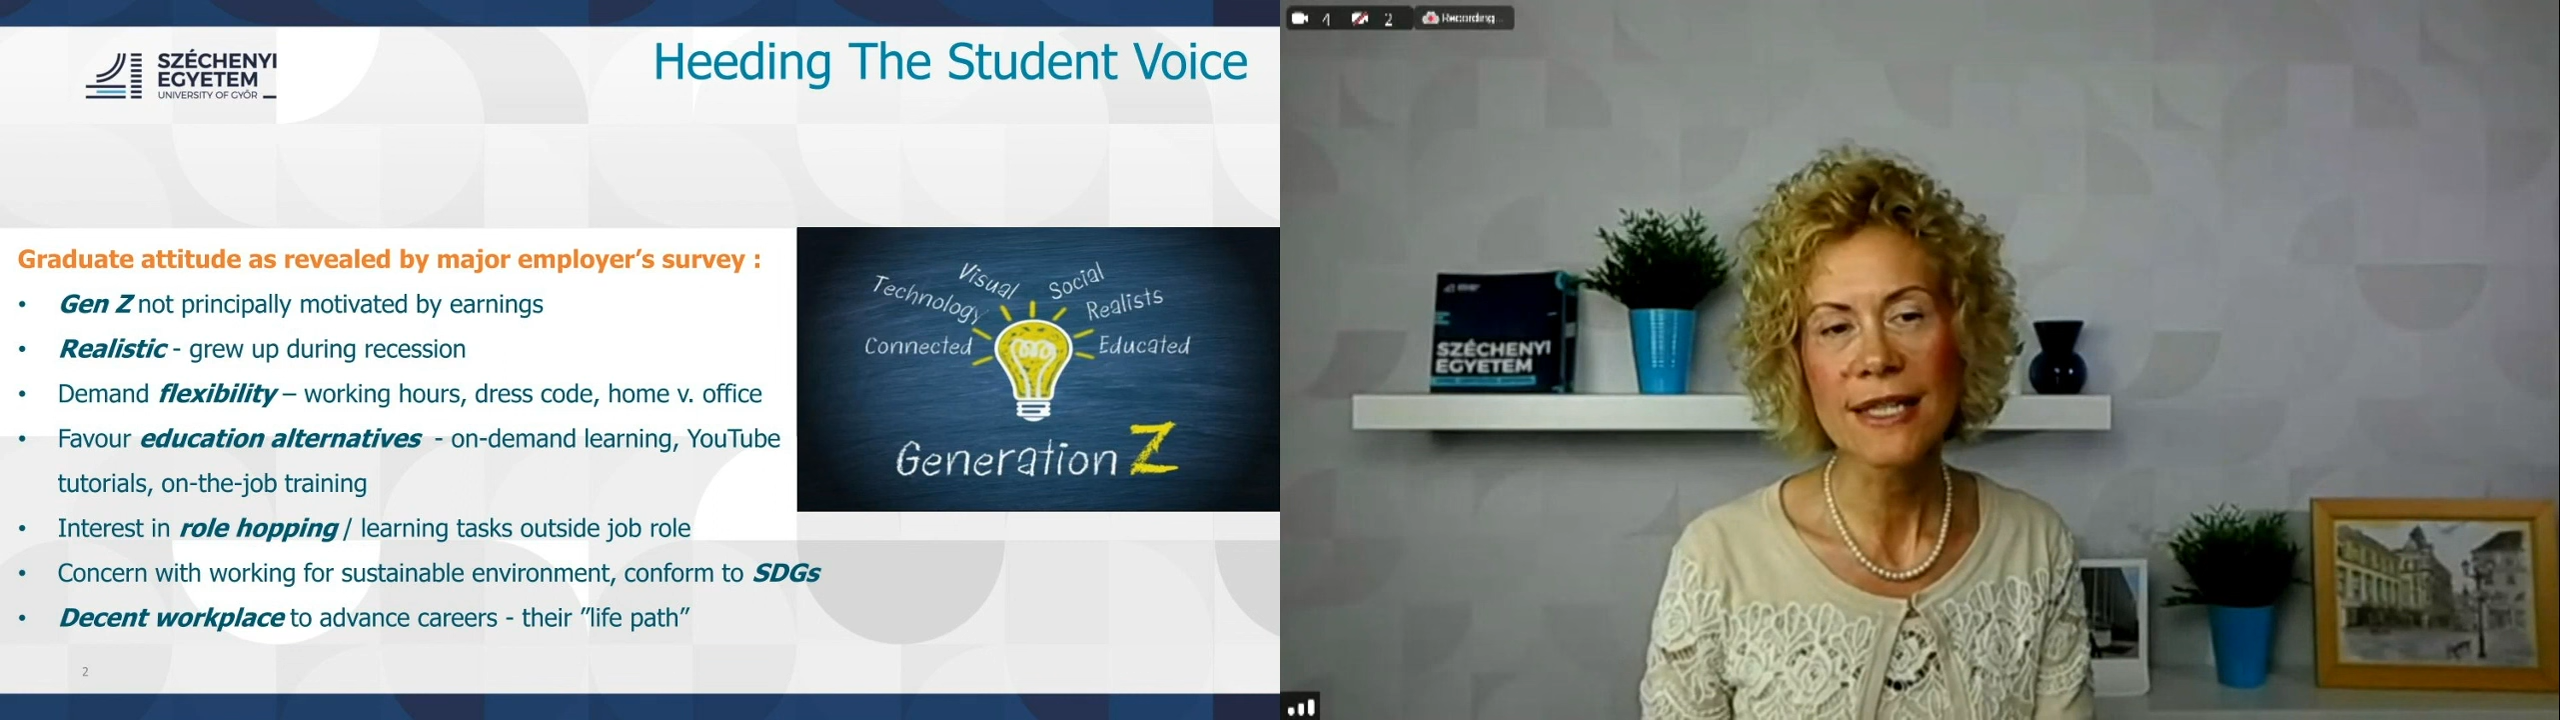 SZÉCHENYI
EGYETEM
UNIVERSITY OF GYŐR
Heeding The Student Voice
Graduate attitude as revealed by major employer's survey :
• Gen Z not principally motivated by earnings
• Realistic - grew up during recession
• Demand flexibility – working hours, dress code, home v. office
• Favour education alternatives - on-demand learning, YouTube
tutorials, on-the-job training
• Interest in role hopping / learning tasks outside job role
• Concern with working for sustainable environment, conform to SDGs
• Decent workplace to advance careers - their ”life path”
2
Connected
Technology
Visual
Social
Realists
Educated
Generation Z
4 2 Recording...
SZÉCHENYI
EGYETEM